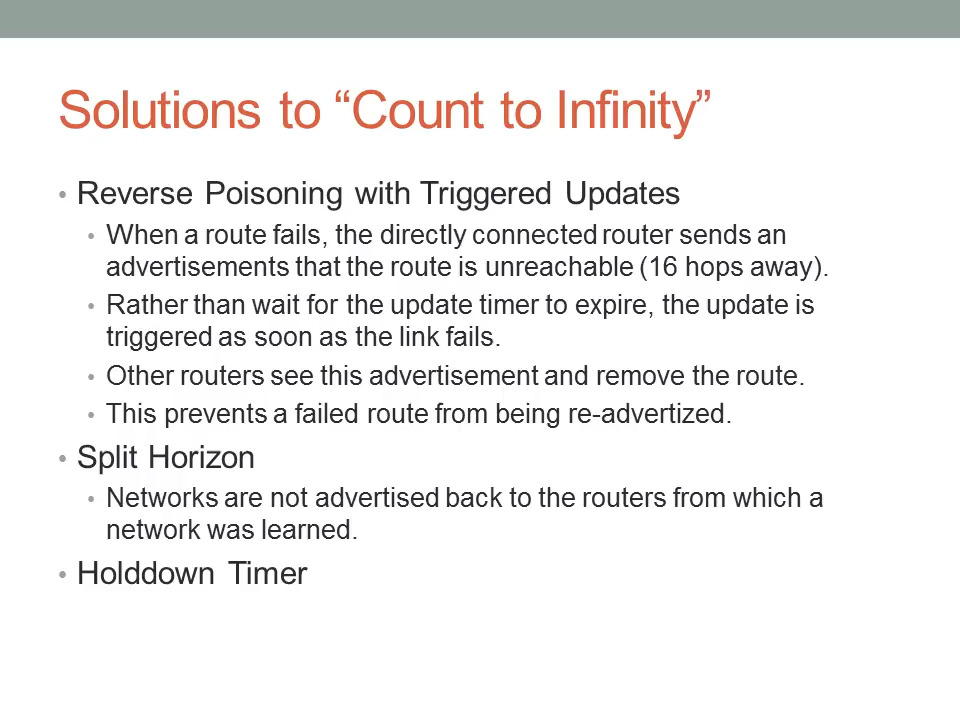 Solutions to “Count to Infinity”
• Reverse Poisoning with Triggered Updates
• When a route fails, the directly connected router sends an
advertisements that the route is unreachable (16 hops away).
• Rather than wait for the update timer to expire, the update is
triggered as soon as the link fails.
• Other routers see this advertisement and remove the route.
• This prevents a failed route from being re-advertized.
• Split Horizon
• Networks are not advertised back to the routers from which a
network was learned.
• Holddown Timer